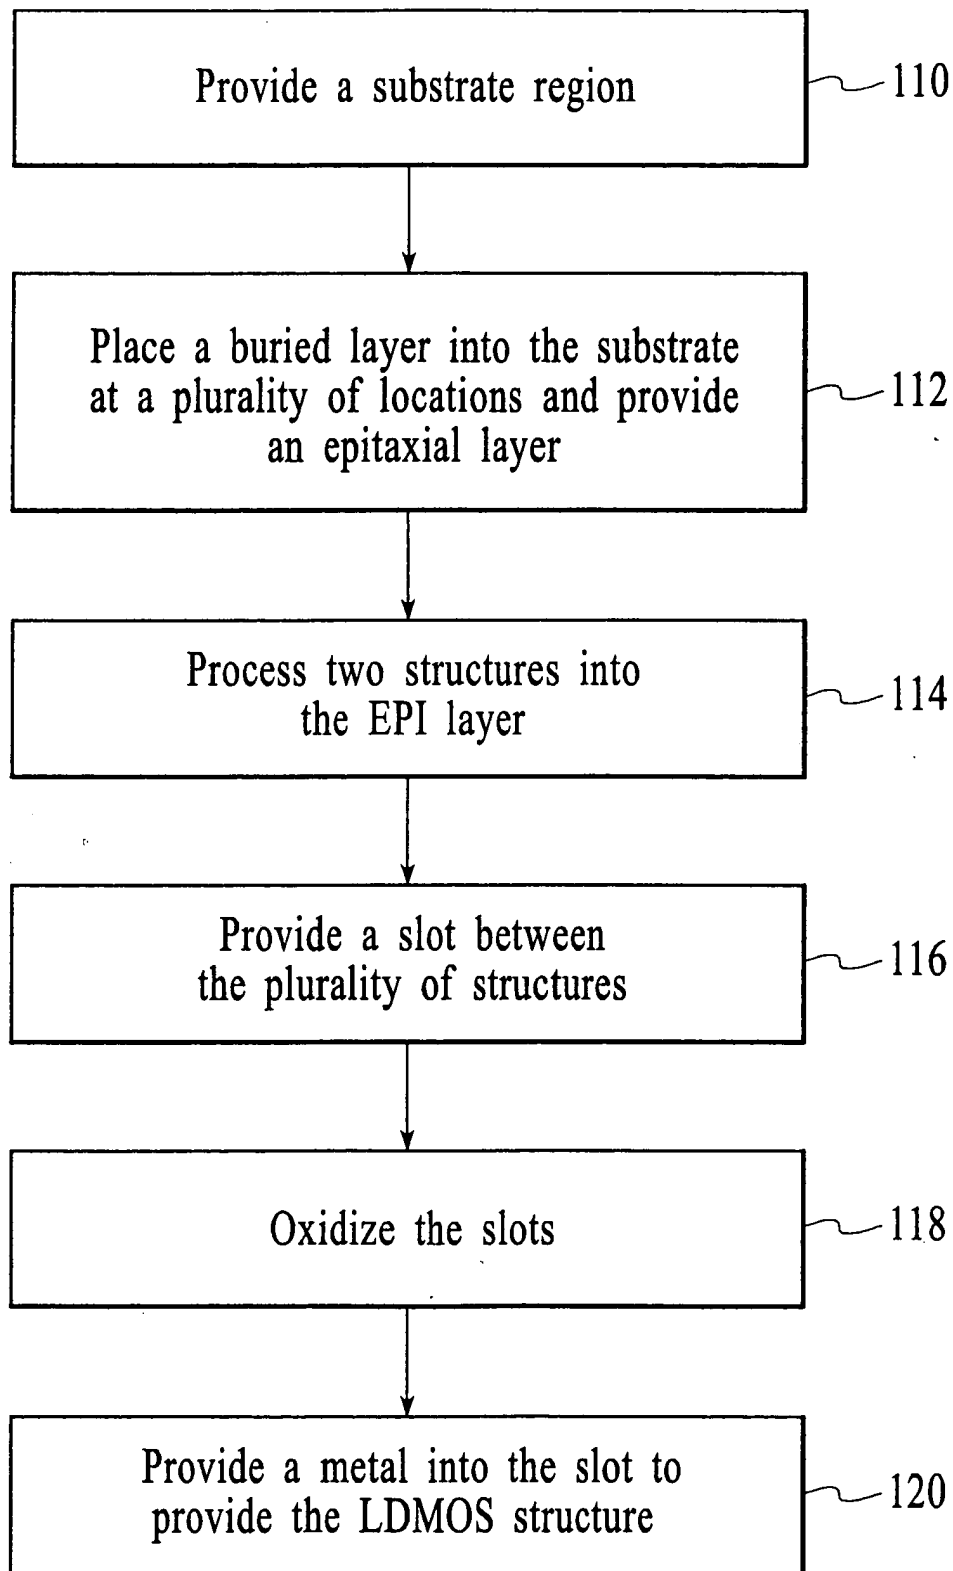 Provide a substrate region
110
Place a buried layer into the substrate
at a plurality of locations and provide
an epitaxial layer
112
Process two structures into
the EPI layer
114
Provide a slot between
the plurality of structures
116
Oxidize the slots
118
Provide a metal into the slot to
provide the LDMOS structure
120